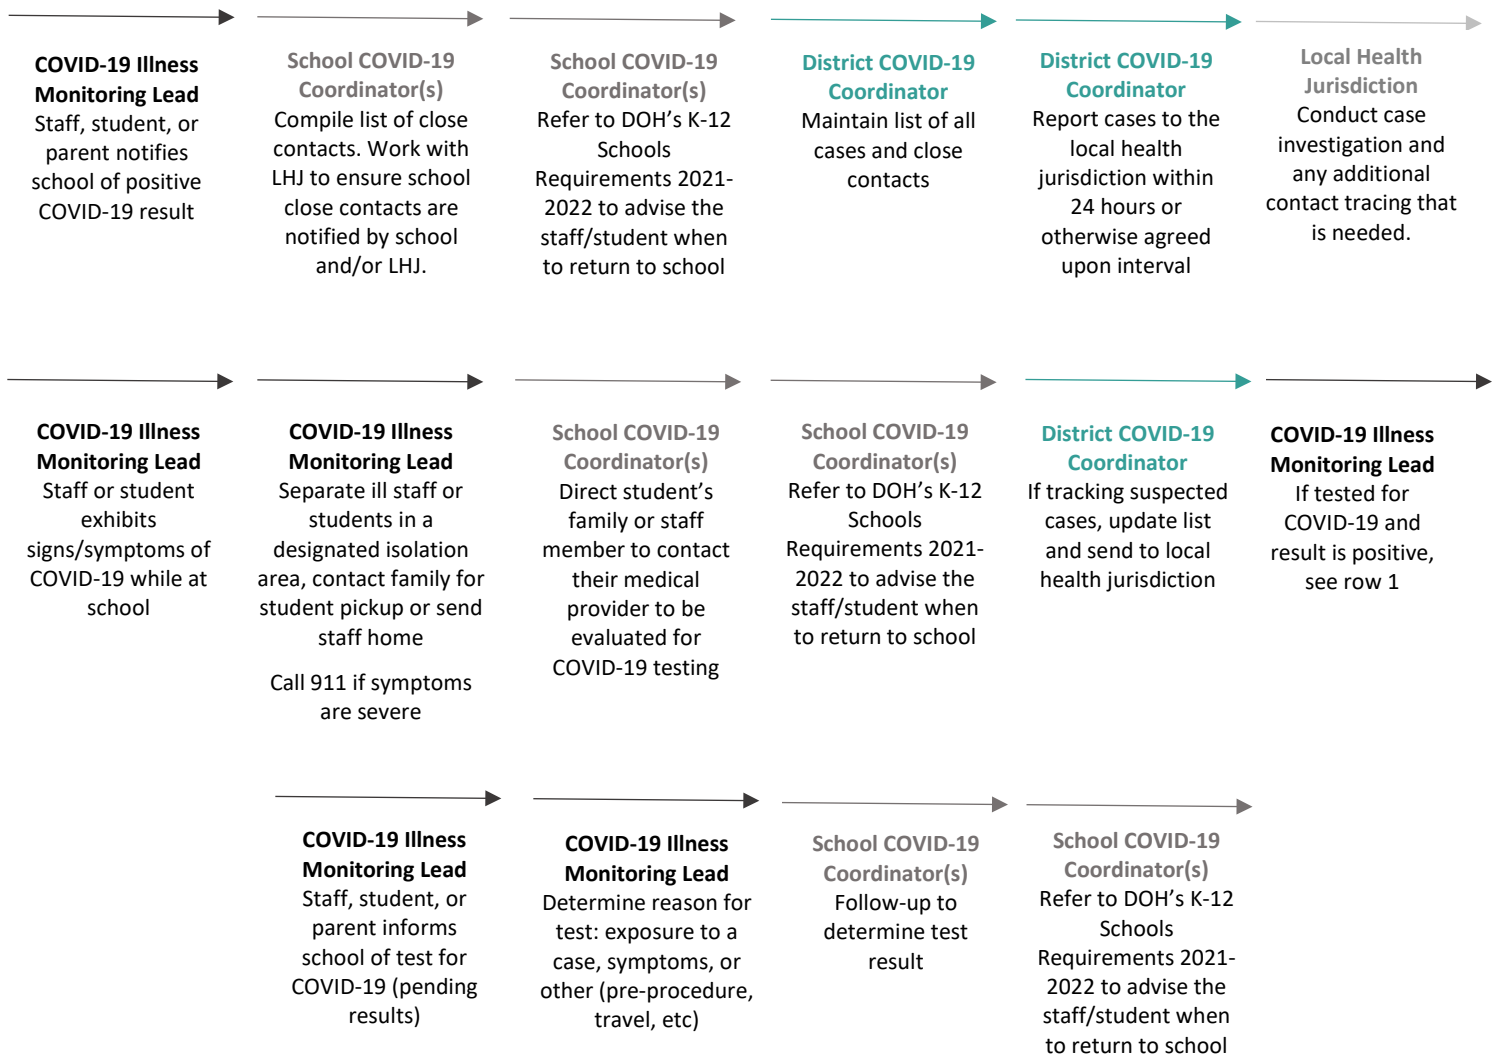 COVID-19 Illness
Monitoring Lead
Staff, student, or
parent notifies
school of positive
COVID-19 result
School COVID-19
Coordinator(s)
Compile list of close
contacts. Work with
LHJ to ensure school
close contacts are
notified by school
and/or LHJ.
School COVID-19
Coordinator(s)
Refer to DOH’s K-12
Schools
Requirements 2021-
2022 to advise the
staff/student when
to return to school
District COVID-19
Coordinator
Maintain list of all
cases and close
contacts
District COVID-19
Coordinator
Report cases to the
local health
jurisdiction within
24 hours or
otherwise agreed
upon interval
Local Health
Jurisdiction
Conduct case
investigation and
any additional
contact tracing that
is needed.
COVID-19 Illness
Monitoring Lead
Staff or student
exhibits
signs/symptoms of
COVID-19 while at
school
COVID-19 Illness
Monitoring Lead
Separate ill staff or
students in a
designated isolation
area, contact family for
student pickup or send
staff home
Call 911 if symptoms
are severe
School COVID-19
Coordinator(s)
Direct student’s
family or staff
member to contact
their medical
provider to be
evaluated for
COVID-19 testing
School COVID-19
Coordinator(s)
Refer to DOH’s K-12
Schools
Requirements 2021-
2022 to advise the
staff/student when
to return to school
District COVID-19
Coordinator
If tracking suspected
cases, update list
and send to local
health jurisdiction
COVID-19 Illness
Monitoring Lead
If tested for
COVID-19 and
result is positive,
see row 1
COVID-19 Illness
Monitoring Lead
Staff, student, or
parent informs
school of test for
COVID-19 (pending
results)
COVID-19 Illness
Monitoring Lead
Determine reason for
test: exposure to a
case, symptoms, or
other (pre-procedure,
travel, etc)
School COVID-19
Coordinator(s)
Follow-up to
determine test
result
School COVID-19
Coordinator(s)
Refer to DOH’s K-12
Schools
Requirements 2021-
2022 to advise the
staff/student when
to return to school